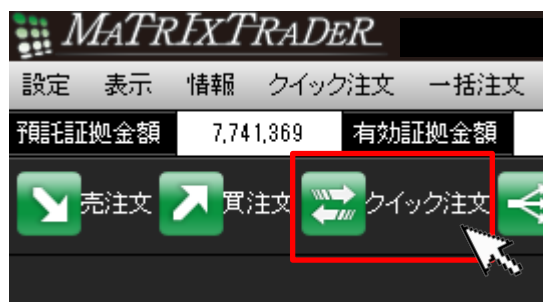 MATRIXTRADER
設定 表示 情報 クイック注文 一括注文
預託証拠金額 7,741,369 有効証拠金額
売注文 買注文 クイック注文